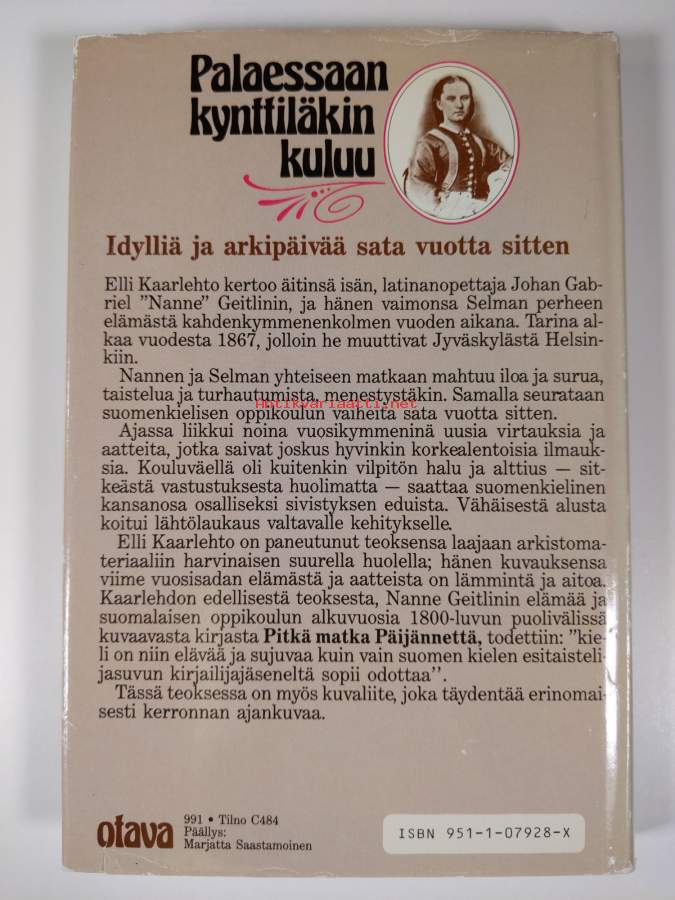 Palaessaan
kynttiläkin
kuluu
Idylliä ja arkipäivää sata vuotta sitten
Elli Kaarlehto kertoo äitinsä isän, latinanopettaja Johan Gab-
riel ”Nanne” Geitlinin, ja hänen vaimonsa Selman perheen
elämästä kahdenkymmenenkolmen vuoden aikana. Tarina al-
kaa vuodesta 1867, jolloin he muuttivat Jyväskylästä Helsin-
kiin.
Nannen ja Selman yhteiseen matkaan mahtuu iloa ja surua,
taistelua ja turhautumista, menestystäkin. Samalla seurataan
antikvariaatti.net
suomenkielisen oppikoulun vaiheita sata vuotta sitten.
Ajassa liikkui noina vuosikymmeninä uusia virtauksia ja
aatteita, jotka saivat joskus hyvinkin korkealentoisia ilmauk-
sia. Kouluväellä oli kuitenkin vilpitön halu ja alttius — sit-
keästä vastustuksesta huolimatta — saattaa suomenkielinen
kansanosa osalliseksi sivistyksen eduista. Vähäisestä alusta
koitui lähtölaukaus valtavalle kehitykselle.
Elli Kaarlehto on paneutunut teoksensa laajaan arkistoma-
teriaaliin harvinaisen suurella huolella; hänen kuvauksensa
viime vuosisadan elämästä ja aatteista on lämmintä ja aitoa.
Kaarlehdon edellisestä teoksesta, Nanne Geitlinin elämää ja
suomalaisen oppikoulun alkuvuosia 1800-luvun puolivälissä
kuvaavasta kirjasta Pitkä matka Päijännettä, todettiin: ”kie-
li on niin elävää ja sujuvaa kuin vain suomen kielen esitaisteli-
jasuvun kirjailijajäseneltä sopii odottaa”.
Tässä teoksessa on myös kuvaliite, joka täydentää erinomai-
sesti kerronnan ajankuvaa.
otava
991 • Tilno C484
Päällys:
Marjatta Saastamoinen
ISBN 951-1-07928-X